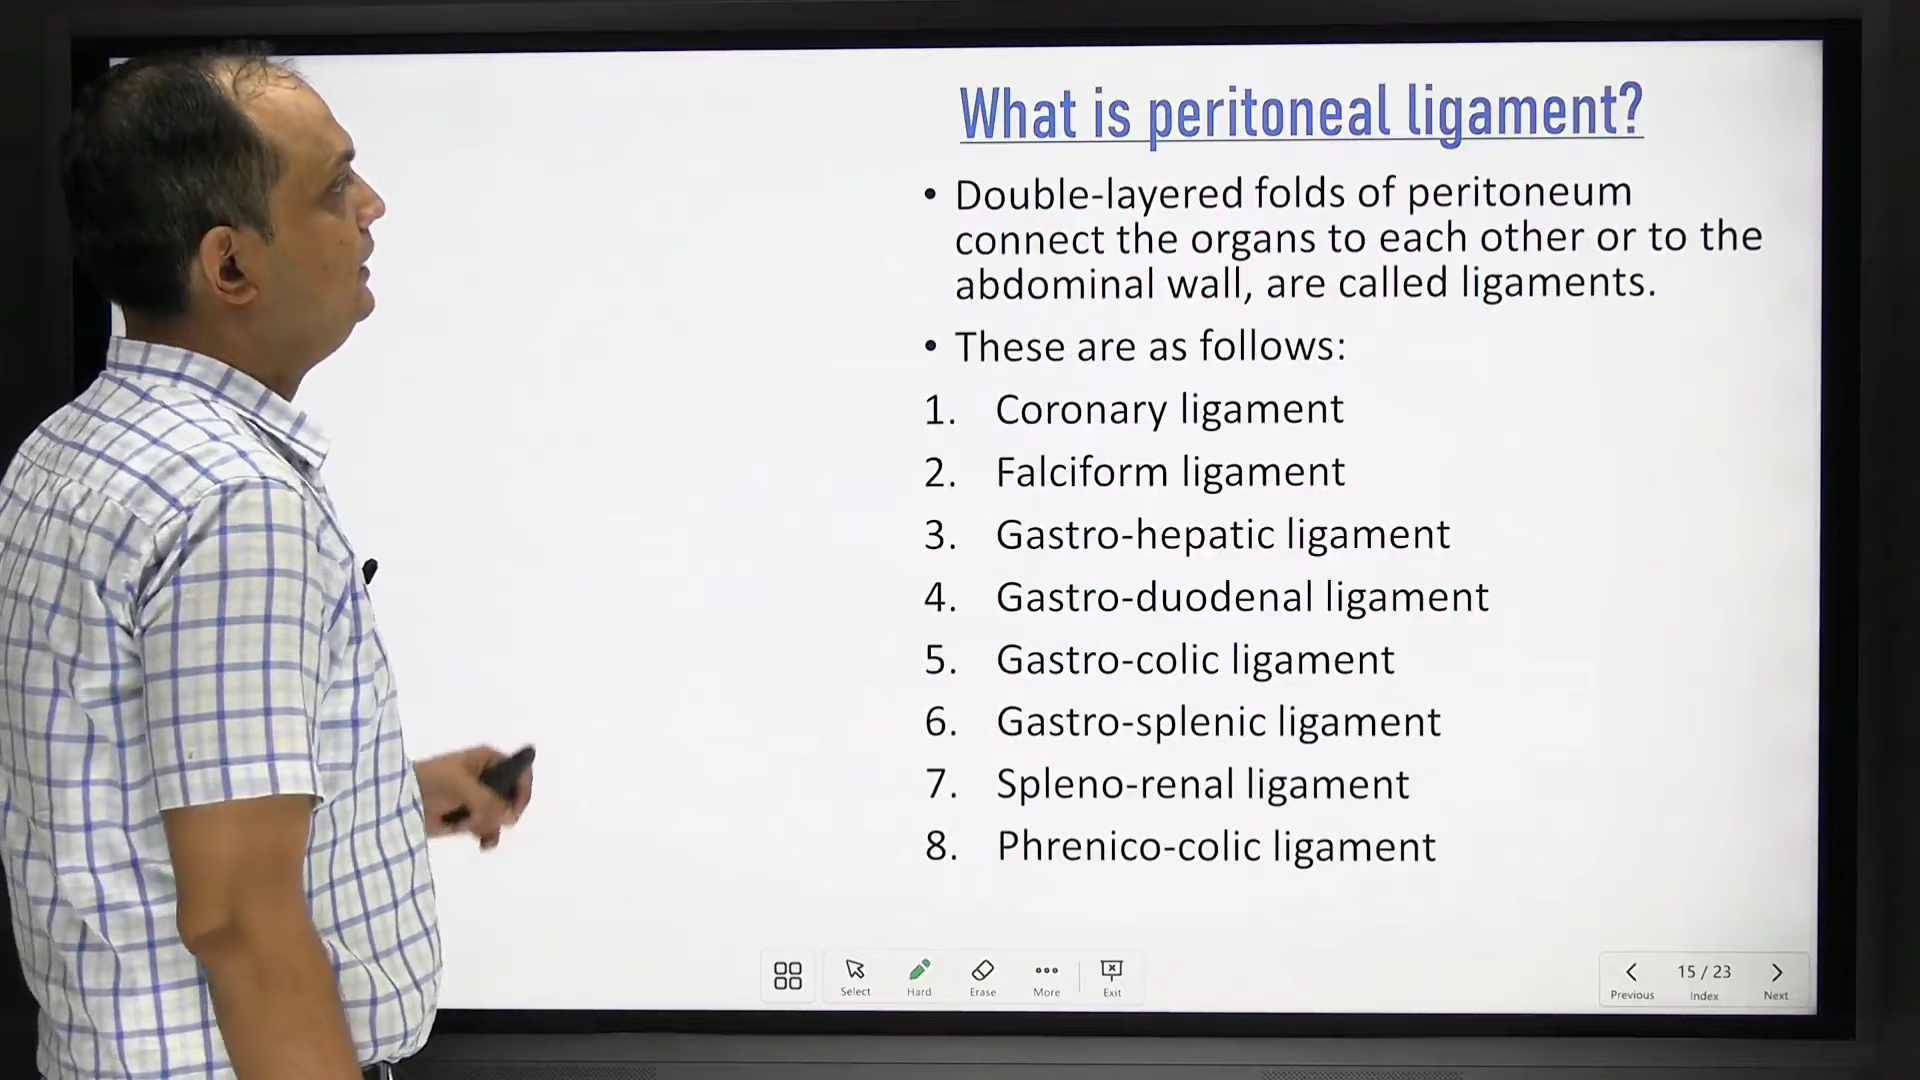 What is peritoneal ligament?
• Double-layered folds of peritoneum
connect the organs to each other or to the
abdominal wall, are called ligaments.
• These are as follows:
1. Coronary ligament
2. Falciform ligament
3. Gastro-hepatic ligament
4. Gastro-duodenal ligament
5. Gastro-colic ligament
6. Gastro-splenic ligament
7. Spleno-renal ligament
8. Phrenico-colic ligament
Select Hard Erase More Exit
15 / 23
Previous Index Next